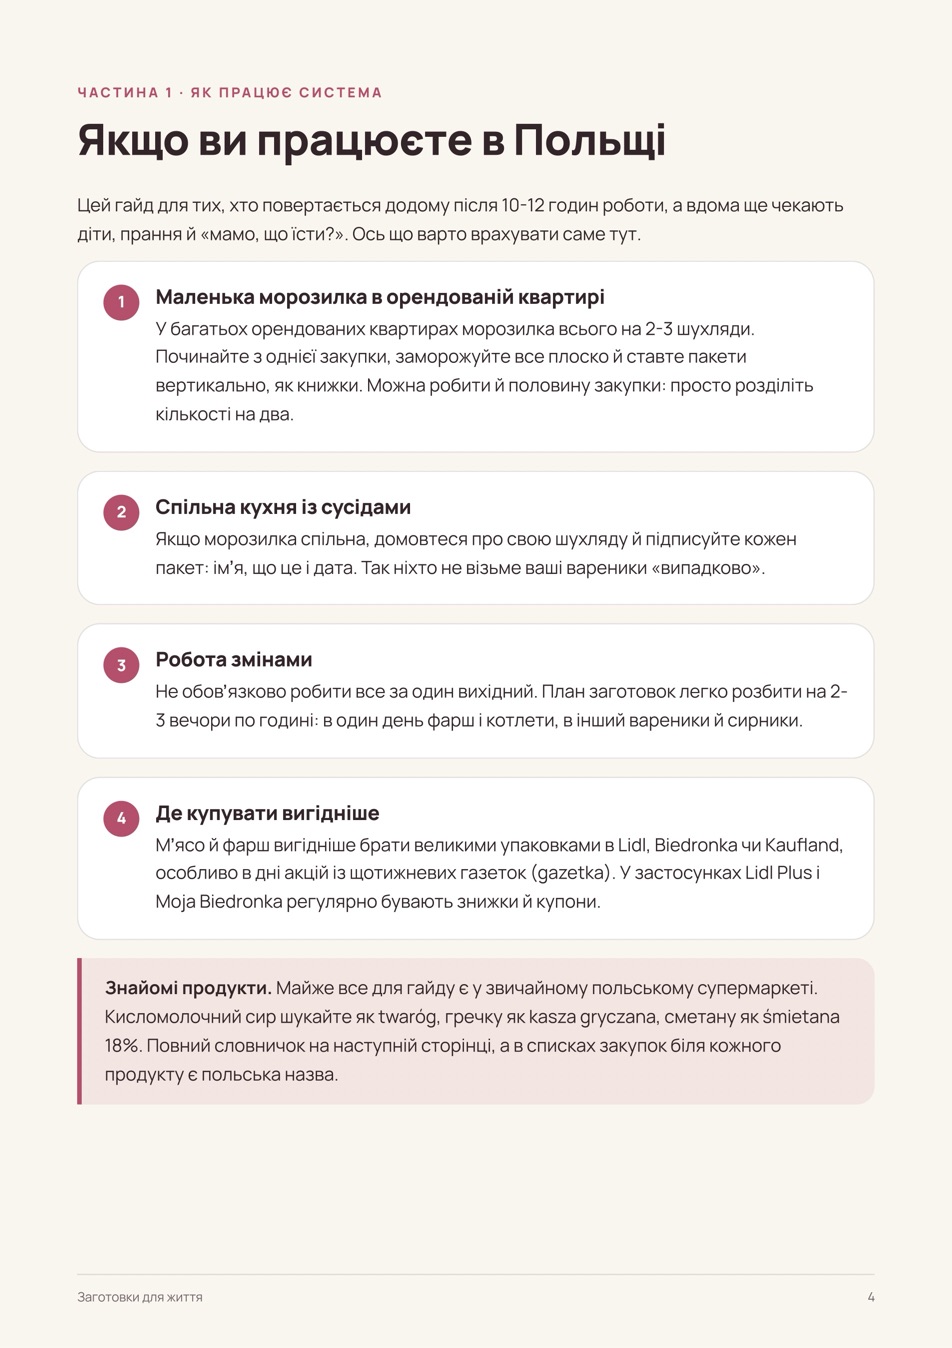 ЧАСТИНА 1 · ЯК ПРАЦЮЄ СИСТЕМА
Якщо ви працюєте в Польщі
Цей гайд для тих, хто повертається додому після 10-12 годин роботи, а вдома ще чекають
діти, прання й «мамо, що їсти?». Ось що варто врахувати саме тут.
1 Маленька морозилка в орендованій квартирі
У багатьох орендованих квартирах морозилка всього на 2-3 шухляди.
Починайте з однієї закупки, заморожуйте все плоско й ставте пакети
вертикально, як книжки. Можна робити й половину закупки: просто розділіть
кількості на два.
2 Спільна кухня із сусідами
Якщо морозилка спільна, домовтеся про свою шухляду й підписуйте кожен
пакет: ім’я, що це і дата. Так ніхто не візьме ваші вареники «випадково».
3 Робота змінами
Не обов’язково робити все за один вихідний. План заготовок легко розбити на 2-
3 вечори по годині: в один день фарш і котлети, в інший вареники й сирники.
4 Де купувати вигідніше
М’ясо й фарш вигідніше брати великими упаковками в Lidl, Biedronka чи Kaufland,
особливо в дні акцій із щотижневих газеток (gazetka). У застосунках Lidl Plus і
Moja Biedronka регулярно бувають знижки й купони.
Знайомі продукти. Майже все для гайду є у звичайному польському супермаркеті.
Кисломолочний сир шукайте як twaróg, гречку як kasza gryczana, сметану як śmietana
18%. Повний словничок на наступній сторінці, а в списках закупок біля кожного
продукту є польська назва.
Заготовки для життя 4